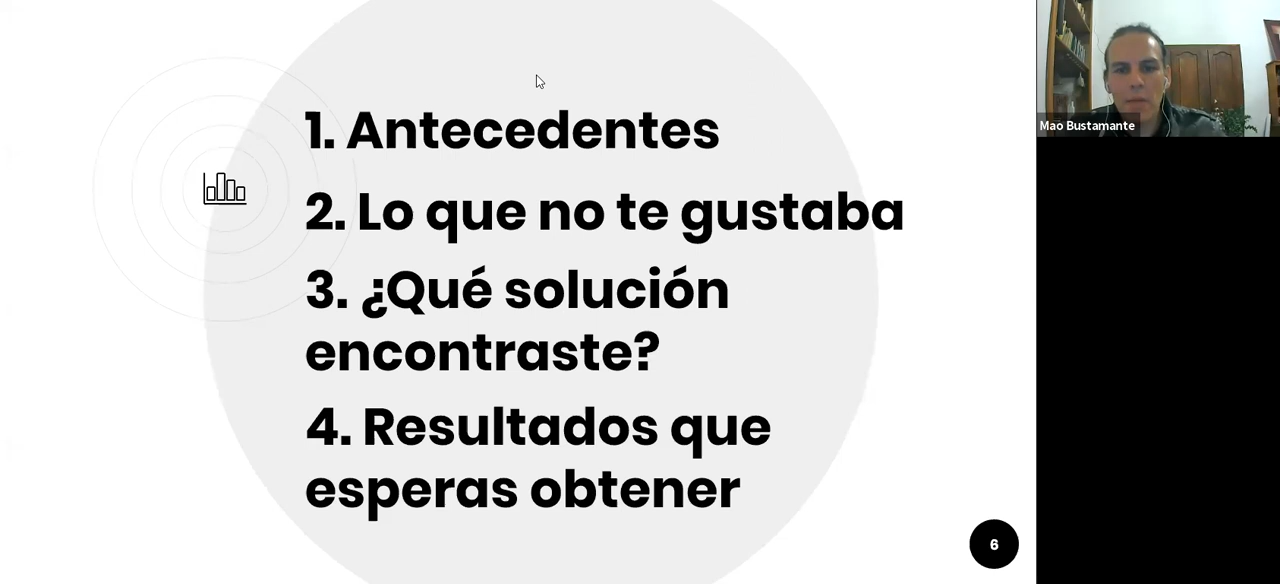 1. Antecedentes
2. Lo que no te gustaba
3. ¿Qué solución
encontraste?
4. Resultados que
esperas obtener
6
Mao Bustamante